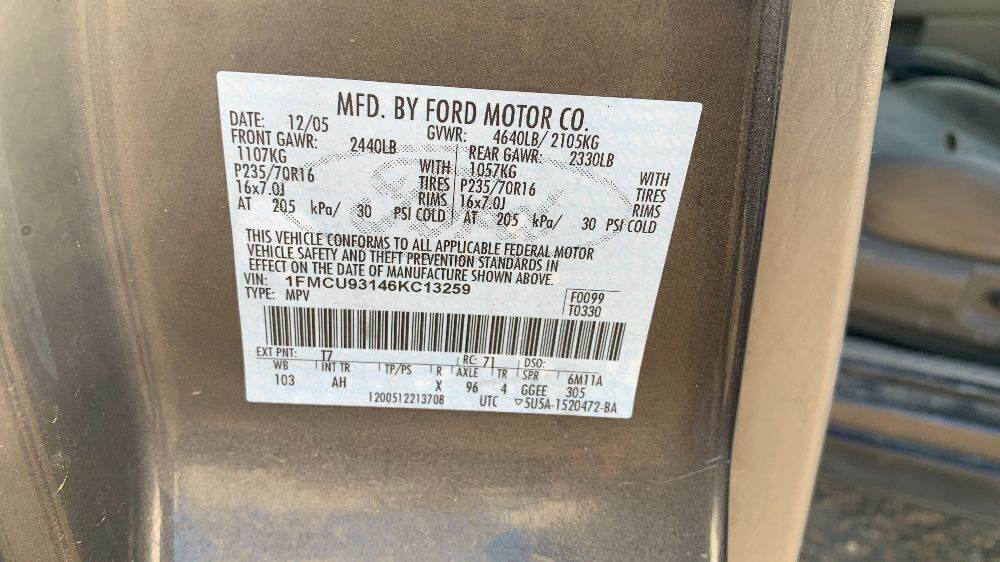 MFD. BY FORD MOTOR CO.
DATE: 12/05 GVWR: 4640LB/ 2105KG
FRONT GAWR: 2440LB REAR GAWR: 2330LB
1107KG WITH 1057KG WITH
P235/70R16 TIRES P235/70R16 TIRES
16x7.0J RIMS 16x7.0J RIMS
AT 205 kPa/ 30 PSI COLD AT 205 kPa/ 30 PSI COLD
THIS VEHICLE CONFORMS TO ALL APPLICABLE FEDERAL MOTOR
VEHICLE SAFETY AND THEFT PREVENTION STANDARDS IN
EFFECT ON THE DATE OF MANUFACTURE SHOWN ABOVE.
VIN: 1FMCU93146KC13259
TYPE: MPV
F0099
T0330
EXT PNT: T7 RC: 71 DSO:
WB INT TR TP/PS R AXLE TR SPR 6M11A
103 AH X 96 4 GGEE 305
1200512213708 UTC ▽5U5A-1520472-BA